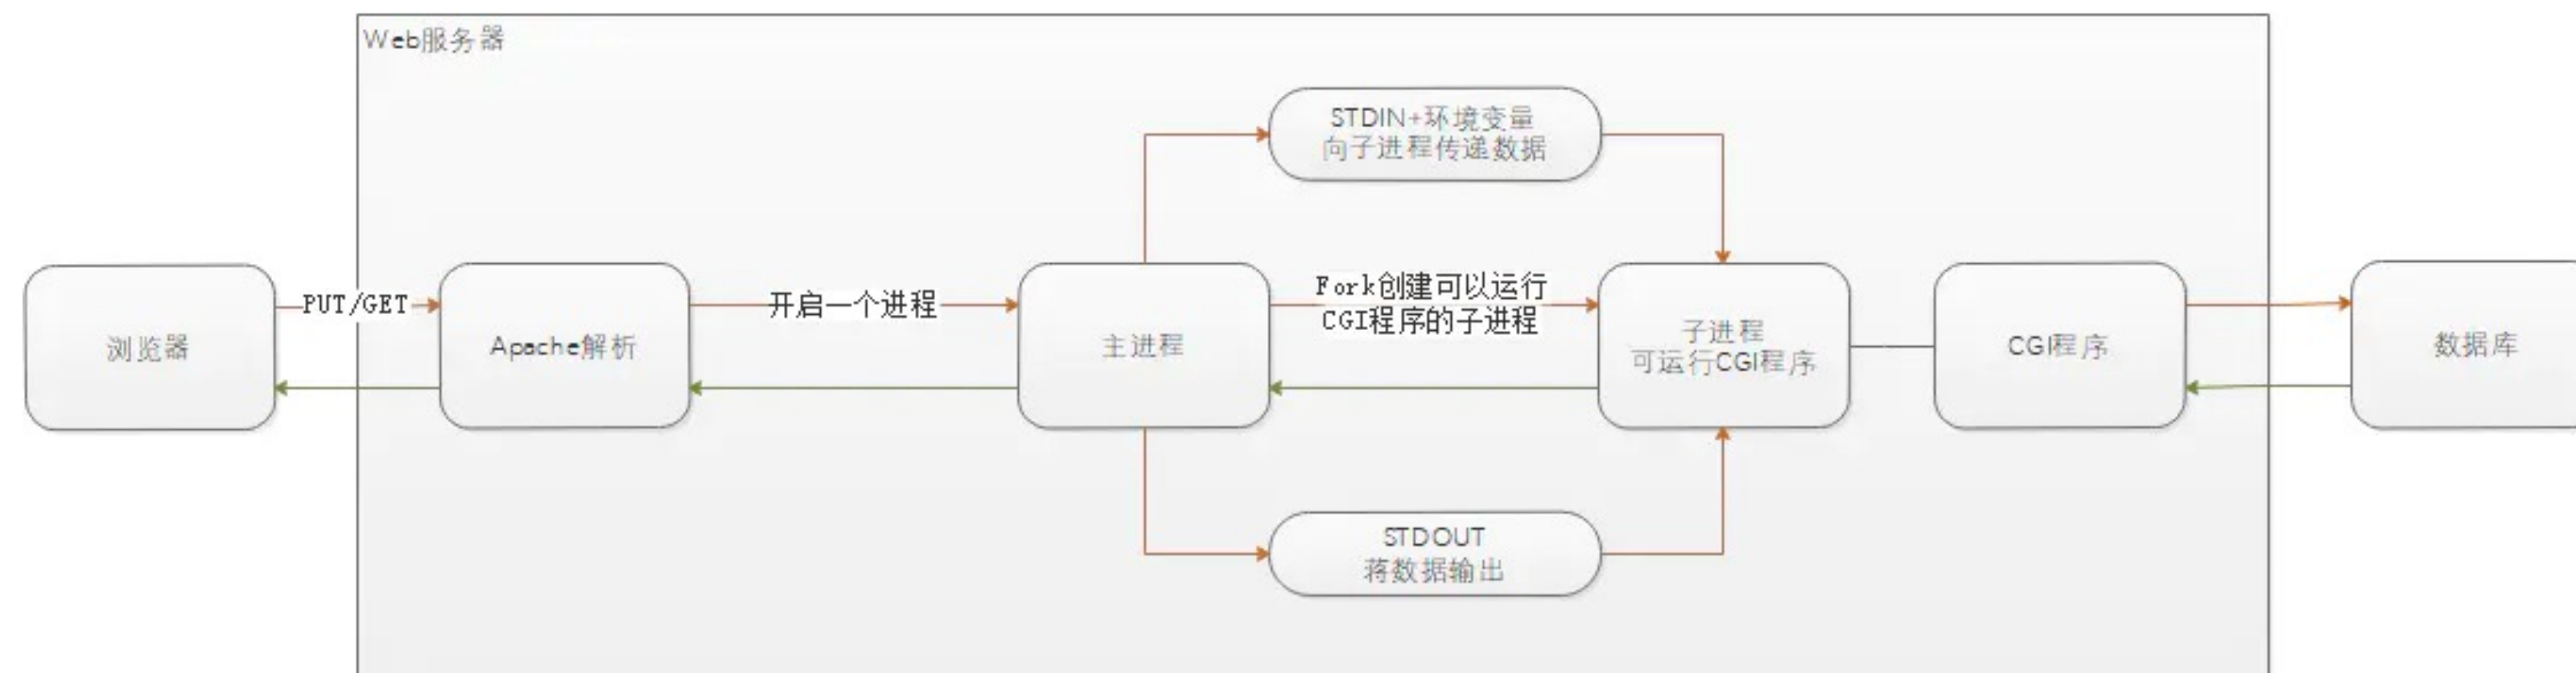 Web服务器
STDIN+环境变量
向子进程传递数据
浏览器
PUT/GET
Apache解析
开启一个进程
主进程
Fork创建可以运行
CGI程序的子进程
子进程
可运行CGI程序
CGI程序
数据库
STDOUT
蒋数据输出